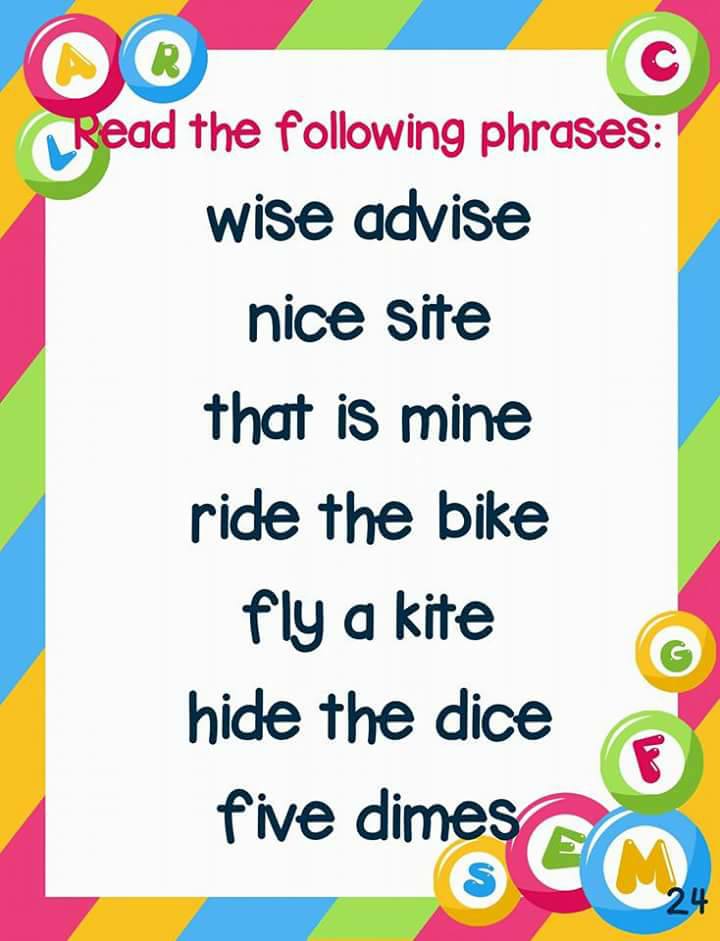 A R C
L
Read the following phrases:
wise advise
nice site
that is mine
ride the bike
fly a kite
hide the dice
five dimes
G
F
S E M
24